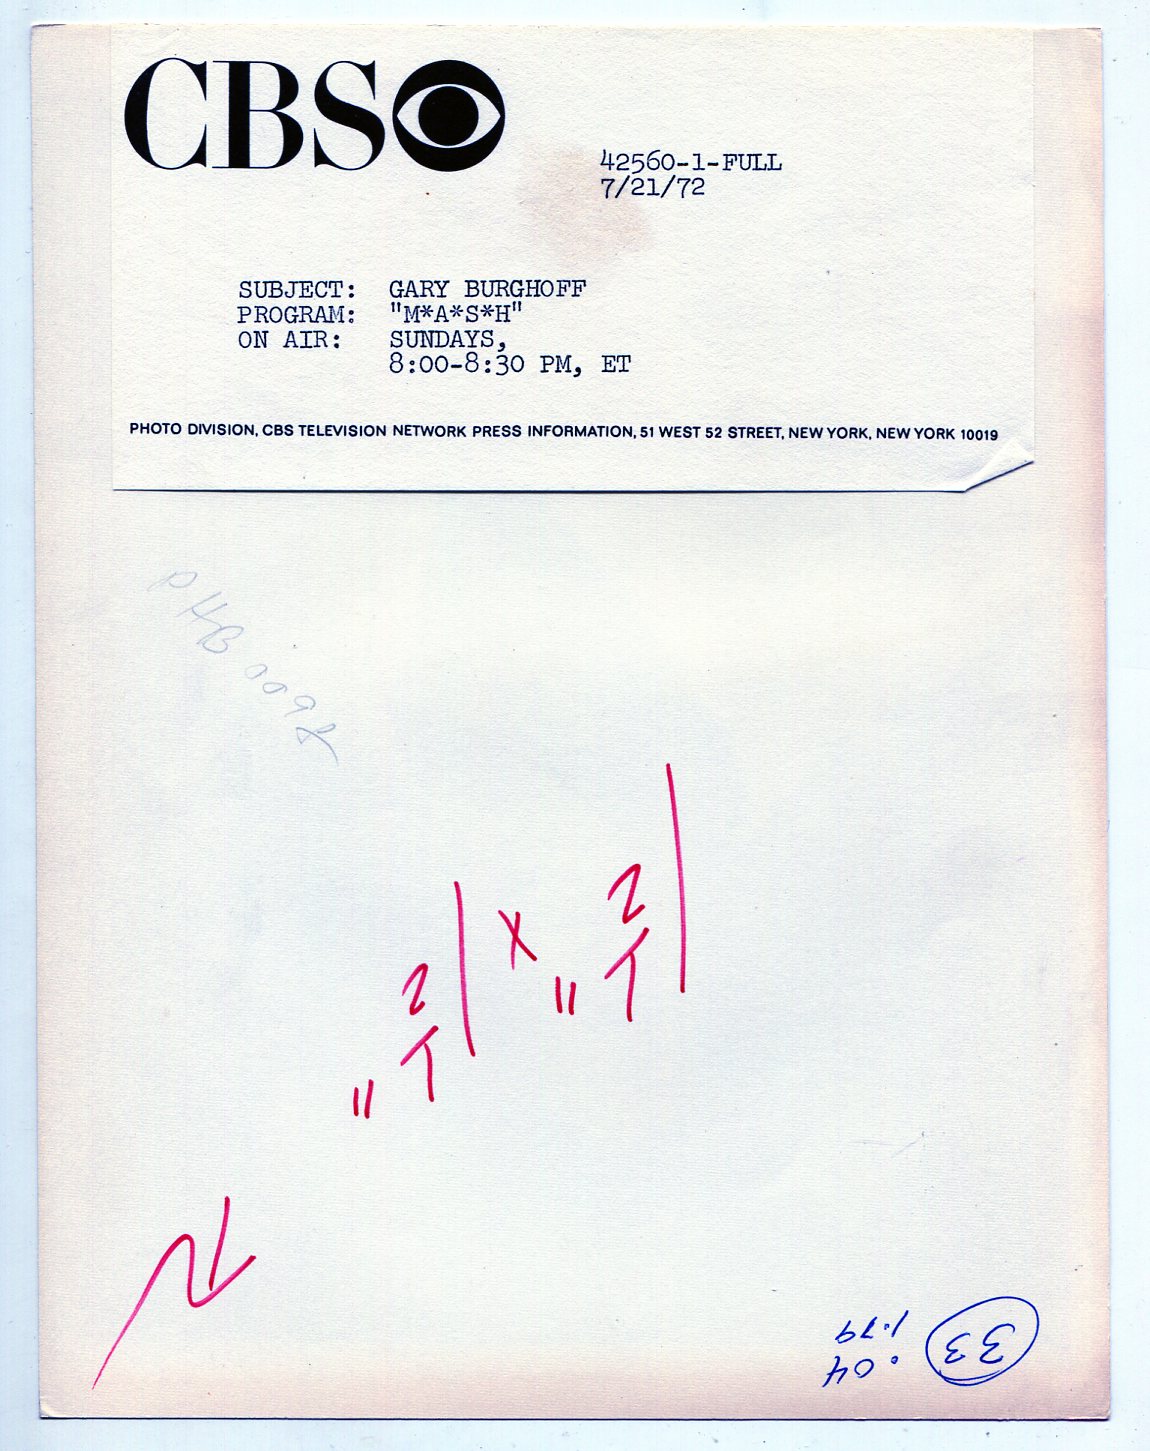 CBS
42560-1-FULL
7/21/72
SUBJECT: GARY BURGHOFF
PROGRAM: "M*A*S*H"
ON AIR: SUNDAYS,
8:00-8:30 PM, ET
PHOTO DIVISION, CBS TELEVISION NETWORK PRESS INFORMATION, 51 WEST 52 STREET, NEW YORK, NEW YORK 10019
33